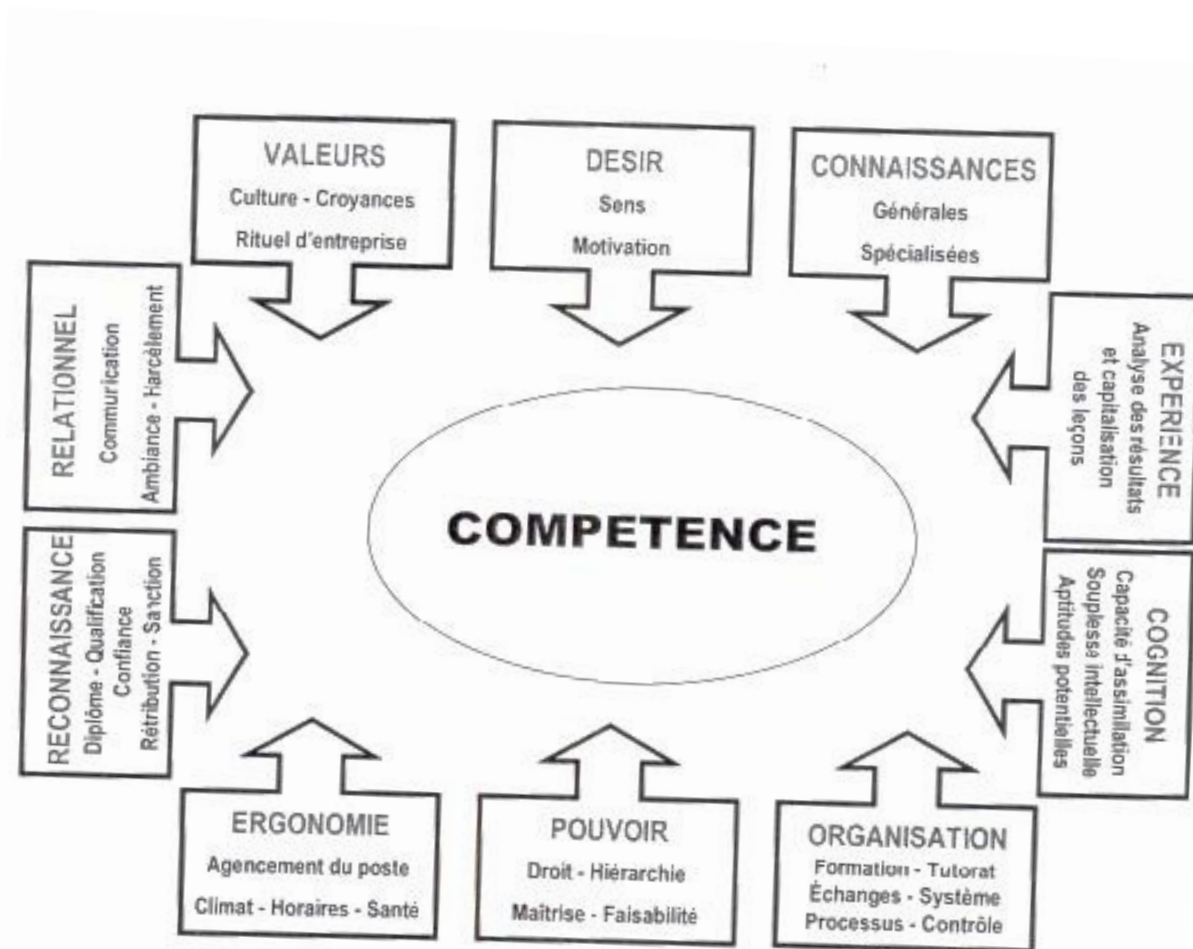 VALEURS
Culture - Croyances
Rituel d'entreprise
DESIR
Sens
Motivation
CONNAISSANCES
Générales
Spécialisées
EXPERIENCE
Analyse des résultats
et capitalisation
des leçons
COGNITION
Capacité d'assimilation
Souplesse intellectuelle
Aptitudes potentielles
RELATIONNEL
Communication
Ambiance - Harcèlement
RECONNAISSANCE
Diplôme - Qualification
Confiance
Rétribution - Sanction
COMPETENCE
ERGONOMIE
Agencement du poste
Climat - Horaires - Santé
POUVOIR
Droit - Hiérarchie
Maîtrise - Faisabilité
ORGANISATION
Formation - Tutorat
Échanges - Système
Processus - Contrôle